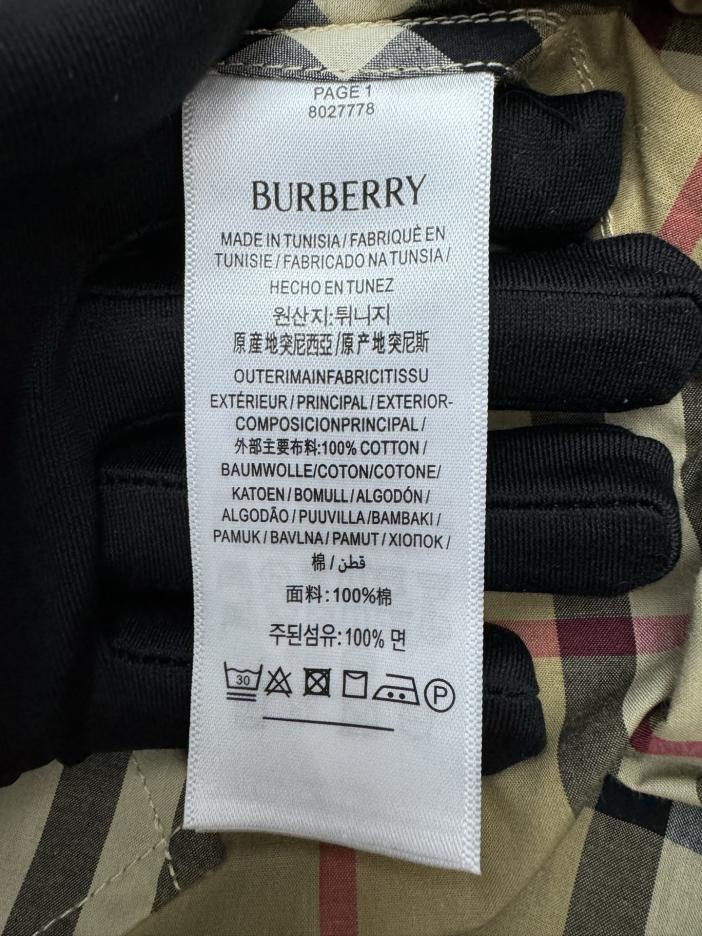 PAGE 1
8027778
BURBERRY
MADE IN TUNISIA / FABRIQUÈ EN
TUNISIE / FABRICADO NA TUNSIA /
HECHO EN TUNEZ
원산지:튀니지
原産地突尼西亞/原产地突尼斯
OUTERIMAINFABRICITISSU
EXTÉRIEUR / PRINCIPAL / EXTERIOR-
COMPOSICIONPRINCIPAL /
外部主要布料:100% COTTON /
BAUMWOLLE/COTON/COTONE/
KATOEN / BOMULL / ALGODÓN /
ALGODÃO / PUUVILLA /BAMBAKI /
PAMUK / BAVLNA / PAMUT / ХІОПОК /
棉 / قطن
面料:100%棉
주된섬유:100% 면
30
P